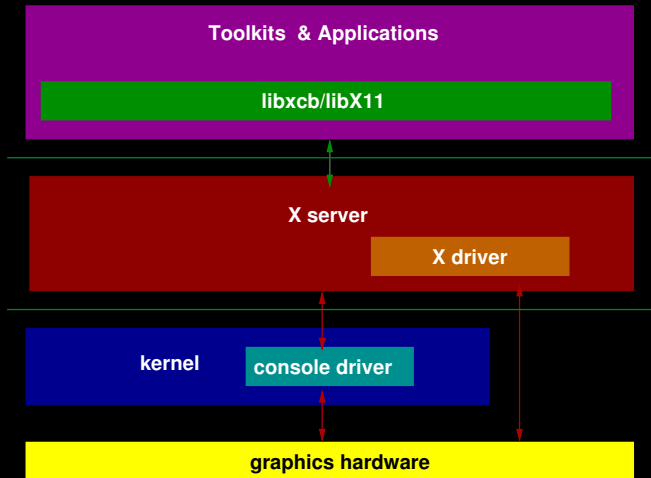 Toolkits & Applications
libxcb/libX11
X server
X driver
kernel
console driver
graphics hardware